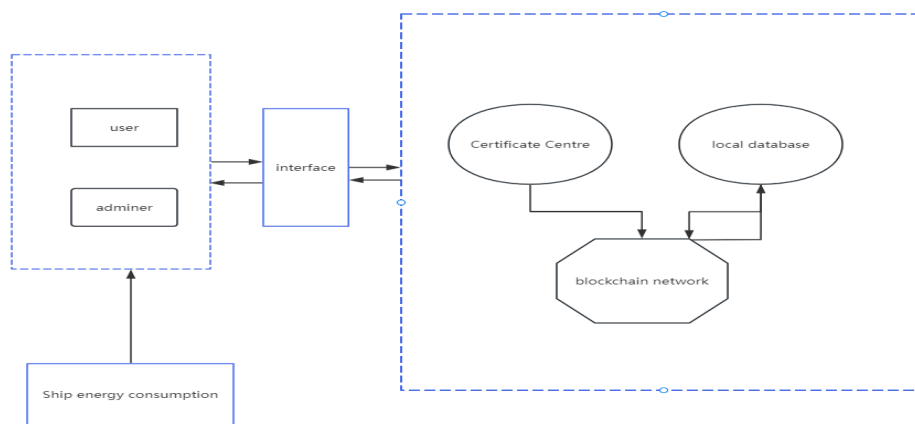 user
adminer
interface
Certificate Centre
local database
blockchain network
Ship energy consumption